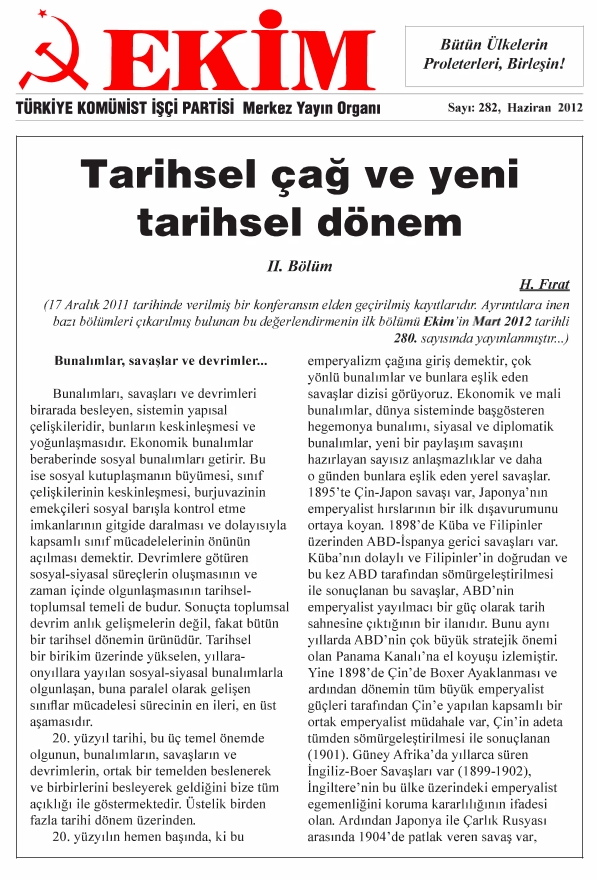 EKİM
Bütün Ülkelerin
Proleterleri, Birleşin!
TÜRKİYE KOMÜNİST İŞÇİ PARTİSİ Merkez Yayın Organı
Sayı: 282, Haziran 2012
Tarihsel çağ ve yeni
tarihsel dönem
II. Bölüm
H. Fırat
(17 Aralık 2011 tarihinde verilmiş bir konferansın elden geçirilmiş kayıtlarıdır. Ayrıntılara inen
bazı bölümleri çıkarılmış bulunan bu değerlendirmenin ilk bölümü Ekim'in Mart 2012 tarihli
280. sayısında yayınlanmıştır...)
Bunalımlar, savaşlar ve devrimler...
Bunalımları, savaşları ve devrimleri
birarada besleyen, sistemin yapısal
çelişkileridir, bunların keskinleşmesi ve
yoğunlaşmasıdır. Ekonomik bunalımlar
beraberinde sosyal bunalımları getirir. Bu
ise sosyal kutuplaşmanın büyümesi, sınıf
çelişkilerinin keskinleşmesi, burjuvazinin
emekçileri sosyal barışla kontrol etme
imkanlarının gitgide daralması ve dolayısıyla
kapsamlı sınıf mücadelelerinin önünün
açılması demektir. Devrimlere götüren
sosyal-siyasal süreçlerin oluşmasının ve
zaman içinde olgunlaşmasının tarihsel-
toplumsal temeli de budur. Sonuçta toplumsal
devrim anlık gelişmelerin değil, fakat bütün
bir tarihsel dönemin ürünüdür. Tarihsel
bir birikim üzerinde yükselen, yıllara-
onyıllara yayılan sosyal-siyasal bunalımlarla
olgunlaşan, buna paralel olarak gelişen
sınıflar mücadelesi sürecinin en ileri, en üst
aşamasıdır.
20. yüzyıl tarihi, bu üç temel önemde
olgunun, bunalımların, savaşların ve
devrimlerin, ortak bir temelden beslenerek
ve birbirlerini besleyerek geldiğini bize tüm
açıklığı ile göstermektedir. Üstelik birden
fazla tarihi dönem üzerinden.
20. yüzyılın hemen başında, ki bu
emperyalizm çağına giriş demektir, çok
yönlü bunalımlar ve bunlara eşlik eden
savaşlar dizisi görüyoruz. Ekonomik ve mali
bunalımlar, dünya sisteminde başgösteren
hegemonya bunalımı, siyasal ve diplomatik
bunalımlar, yeni bir paylaşım savaşını
hazırlayan sayısız anlaşmazlıklar ve daha
o günden bunlara eşlik eden yerel savaşlar.
1895'te Çin-Japon savaşı var, Japonya'nın
emperyalist hırslarının bir ilk dışavurumunu
ortaya koyan. 1898'de Küba ve Filipinler
üzerinden ABD-İspanya gerici savaşları var.
Küba'nın dolaylı ve Filipinler'in doğrudan ve
bu kez ABD tarafından sömürgeleştirilmesi
ile sonuçlanan bu savaşlar, ABD'nin
emperyalist yayılmacı bir güç olarak tarih
sahnesine çıktığının bir ilanıdır. Bunu aynı
yıllarda ABD'nin çok büyük stratejik önemi
olan Panama Kanalı'na el koyuşu izlemiştir.
Yine 1898'de Çin'de Boxer Ayaklanması ve
ardından dönemin tüm büyük emperyalist
güçleri tarafından Çin'e yapılan kapsamlı bir
ortak emperyalist müdahale var, Çin'in adeta
tümden sömürgeleştirilmesi ile sonuçlanan
(1901). Güney Afrika'da yıllarca süren
İngiliz-Boer Savaşları var (1899-1902),
İngiltere'nin bu ülke üzerindeki emperyalist
egemenliğini koruma kararlılığının ifadesi
olan. Ardından Japonya ile Çarlık Rusyası
arasında 1904'de patlak veren savaş var,